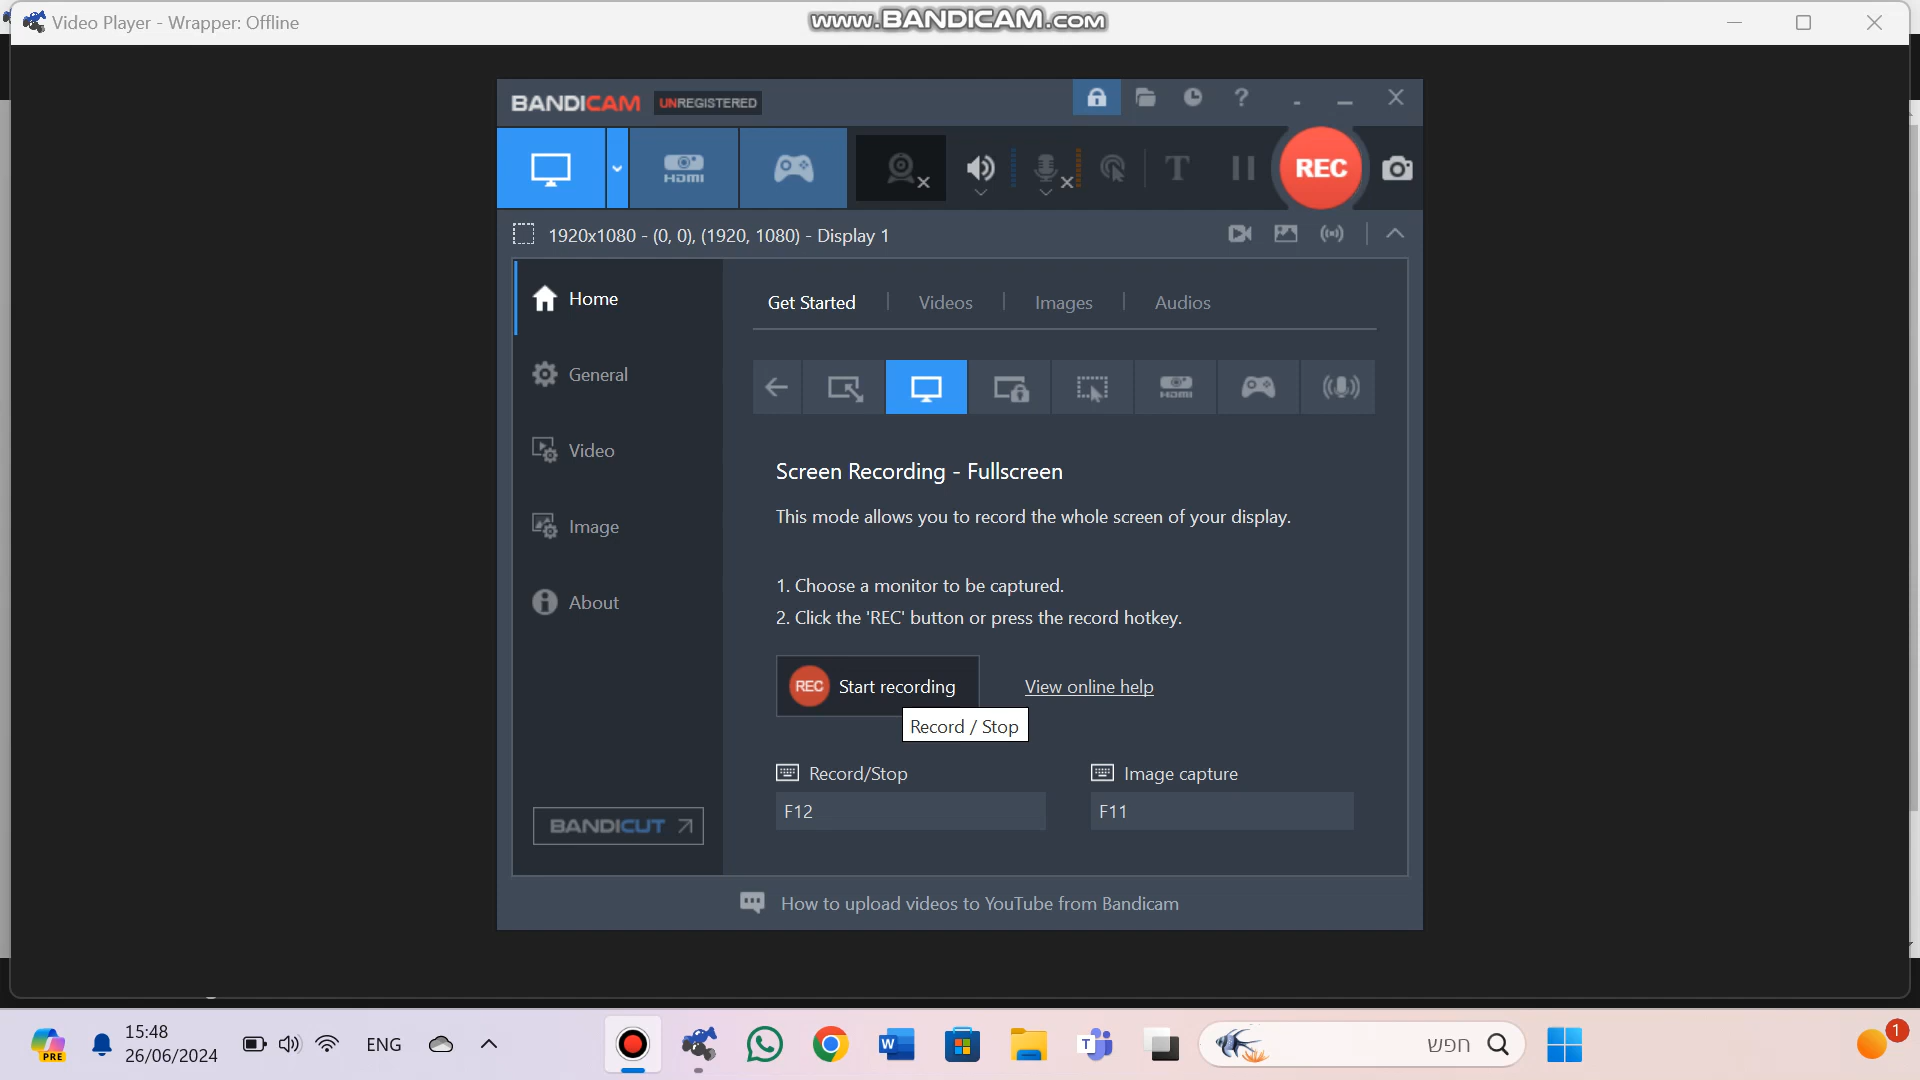 Video Player - Wrapper: Offline
www.BANDICAM.COM
BANDICAM UNREGISTERED
HDMI
T
REC
1920x1080 - (0, 0), (1920, 1080) - Display 1
Home
Get Started
Videos
Images
Audios
General
HDMI
Video
Screen Recording - Fullscreen
This mode allows you to record the whole screen of your display.
Image
1. Choose a monitor to be captured.
About
2. Click the 'REC' button or press the record hotkey.
REC Start recording
View online help
Record / Stop
Record/Stop
Image capture
F12
F11
BANDICUT
How to upload videos to YouTube from Bandicam
PRE
15:48
26/06/2024
ENG
W
T
חפש
1